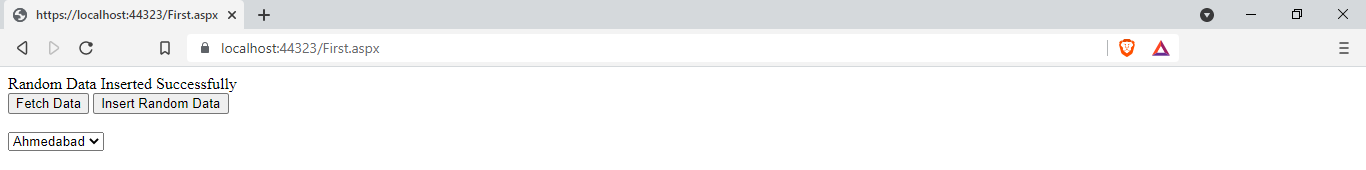 https://localhost:44323/First.aspx
localhost:44323/First.aspx
Random Data Inserted Successfully
Fetch Data Insert Random Data
Ahmedabad